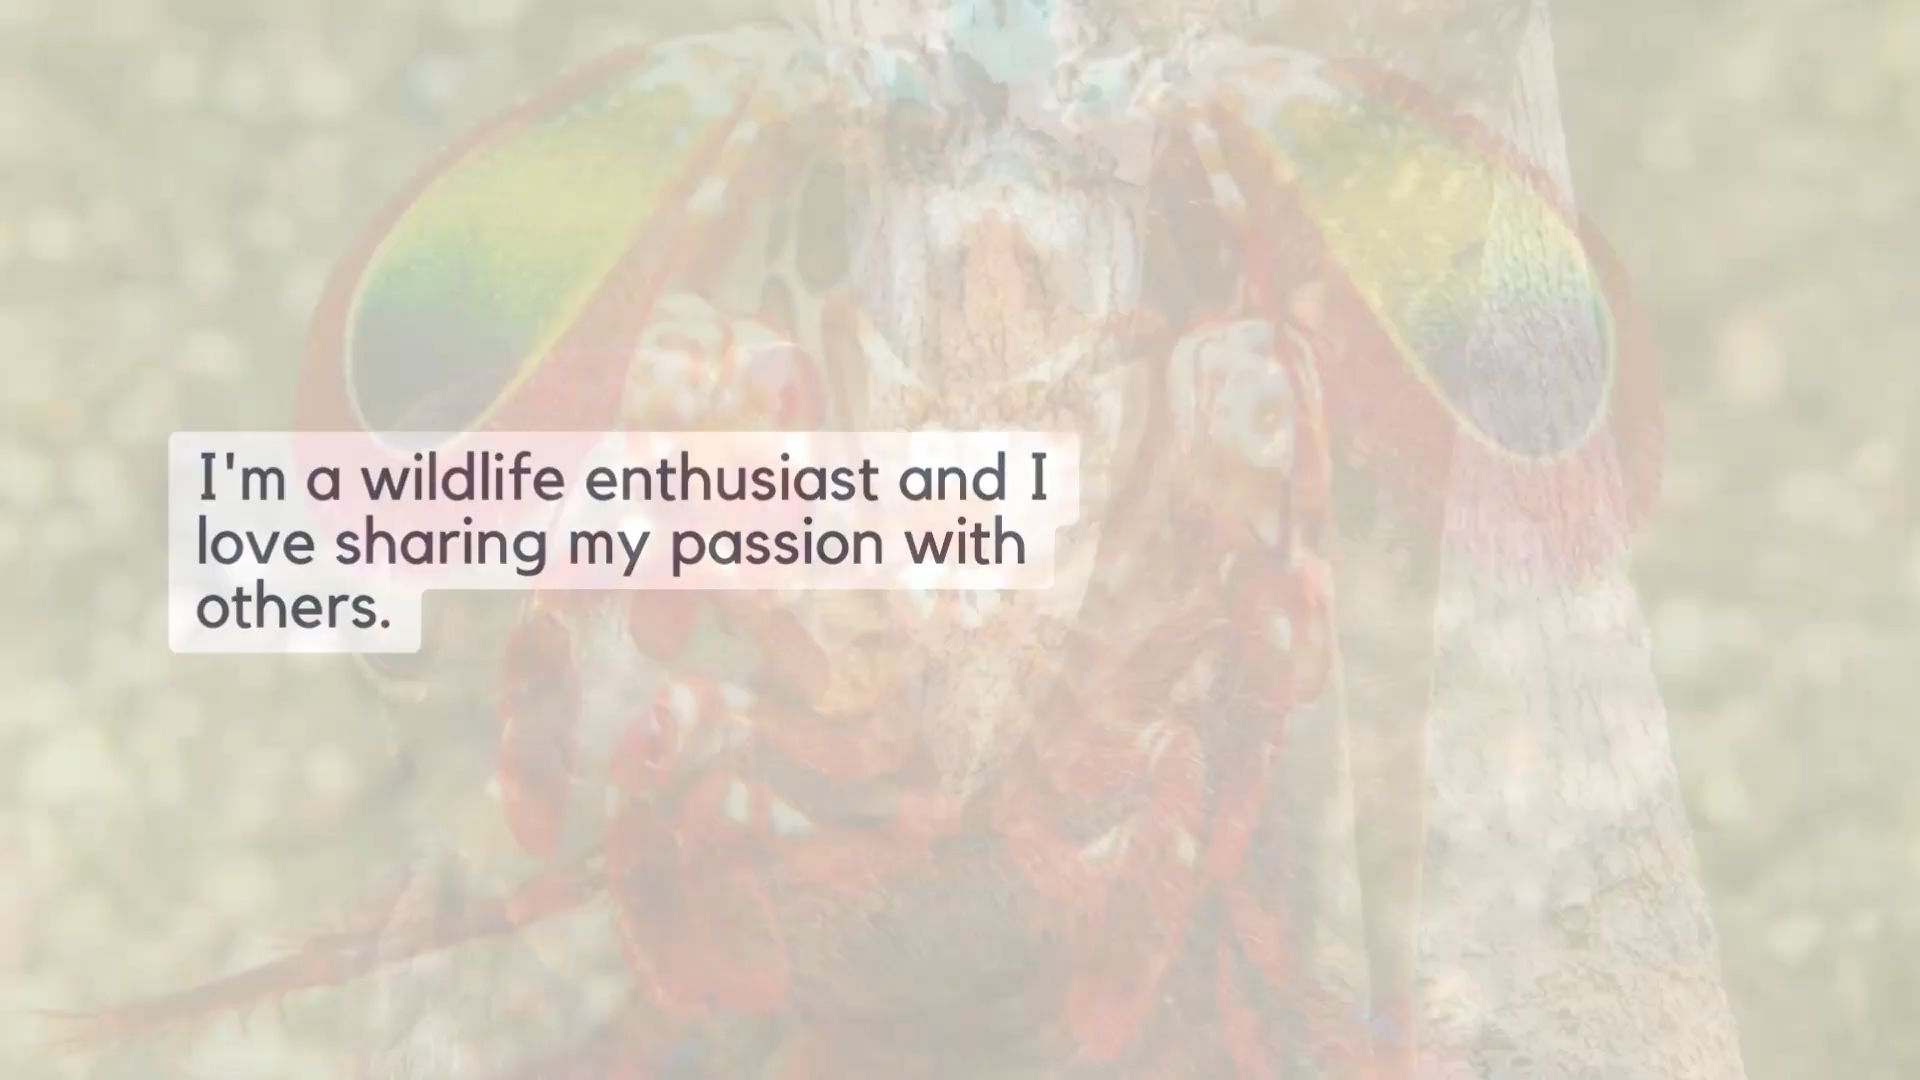 I'm a wildlife enthusiast and I
love sharing my passion with
others.